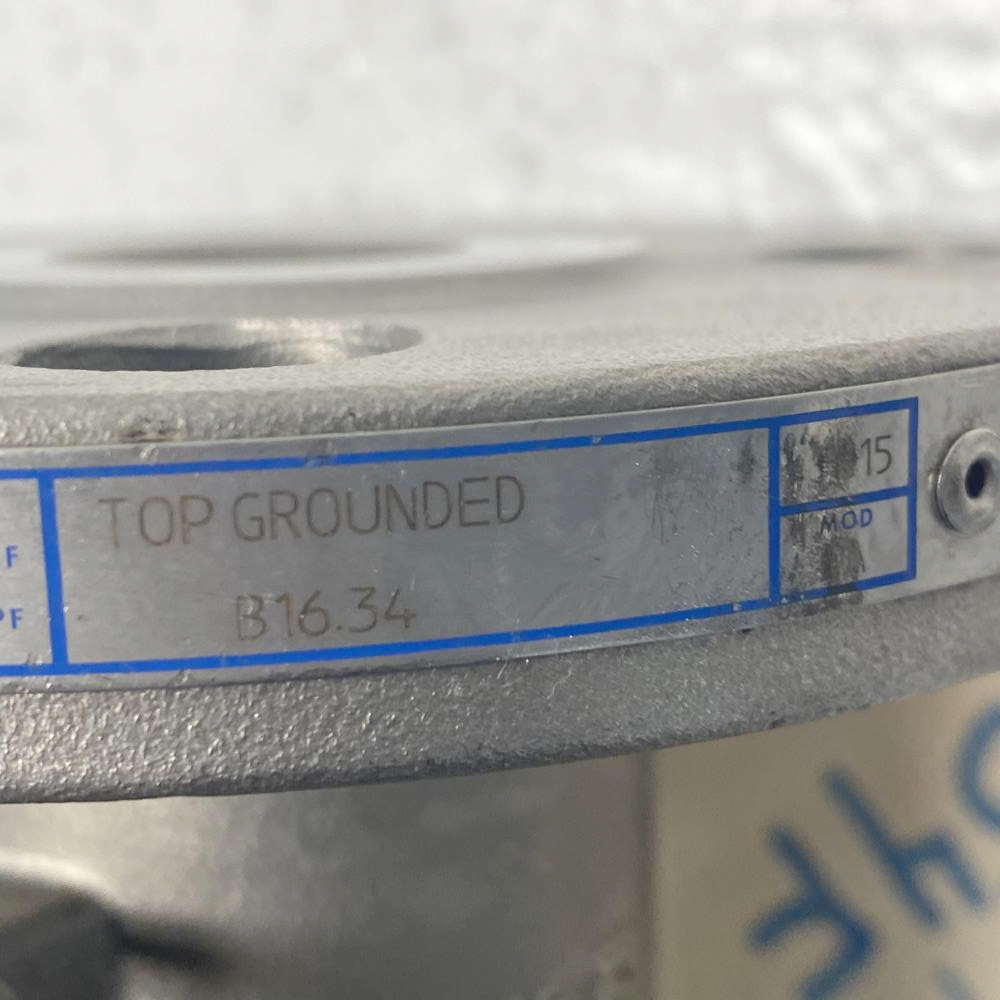 TOP GROUNDED
B16.34
15
MOD
F
PF